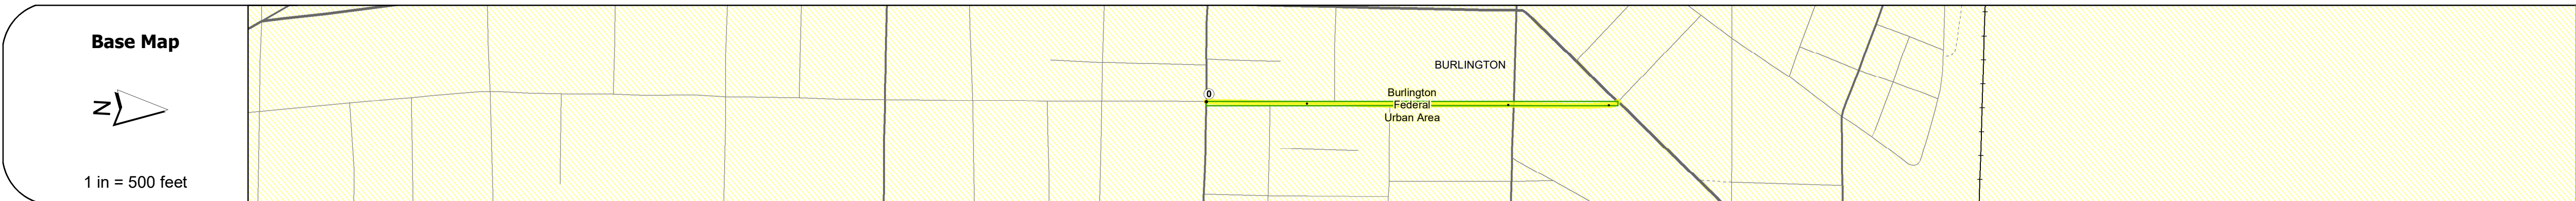 Base Map
N
1 in = 500 feet
BURLINGTON
0
Burlington
Federal
Urban Area